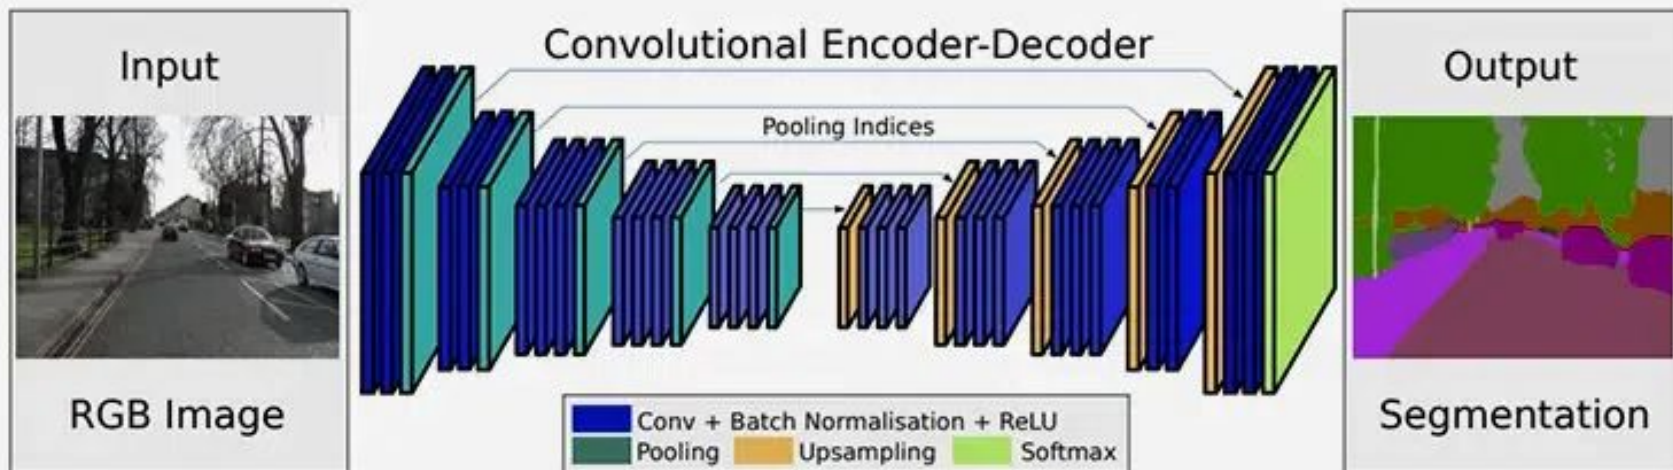 Input
RGB Image
Convolutional Encoder-Decoder
Pooling Indices
Conv + Batch Normalisation + ReLU
Pooling Upsampling Softmax
Output
Segmentation